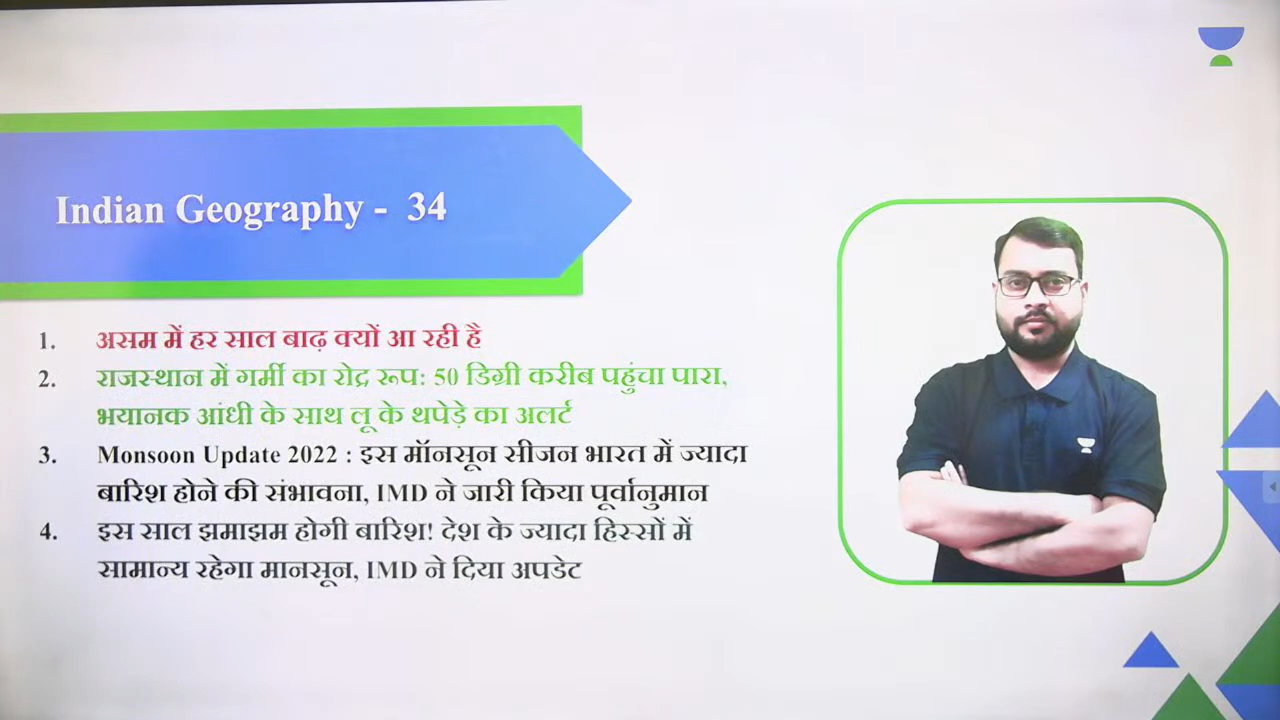 Indian Geography - 34
1. असम में हर साल बाढ़ क्यों आ रही है
2. राजस्थान में गर्मी का रोद्र रूप: 50 डिग्री करीब पहुंचा पारा,
भयानक आंधी के साथ लू के थपेड़े का अलर्ट
3. Monsoon Update 2022 : इस मॉनसून सीजन भारत में ज्यादा
बारिश होने की संभावना, IMD ने जारी किया पूर्वानुमान
4. इस साल झमाझम होगी बारिश! देश के ज्यादा हिस्सों में
सामान्य रहेगा मानसून, IMD ने दिया अपडेट